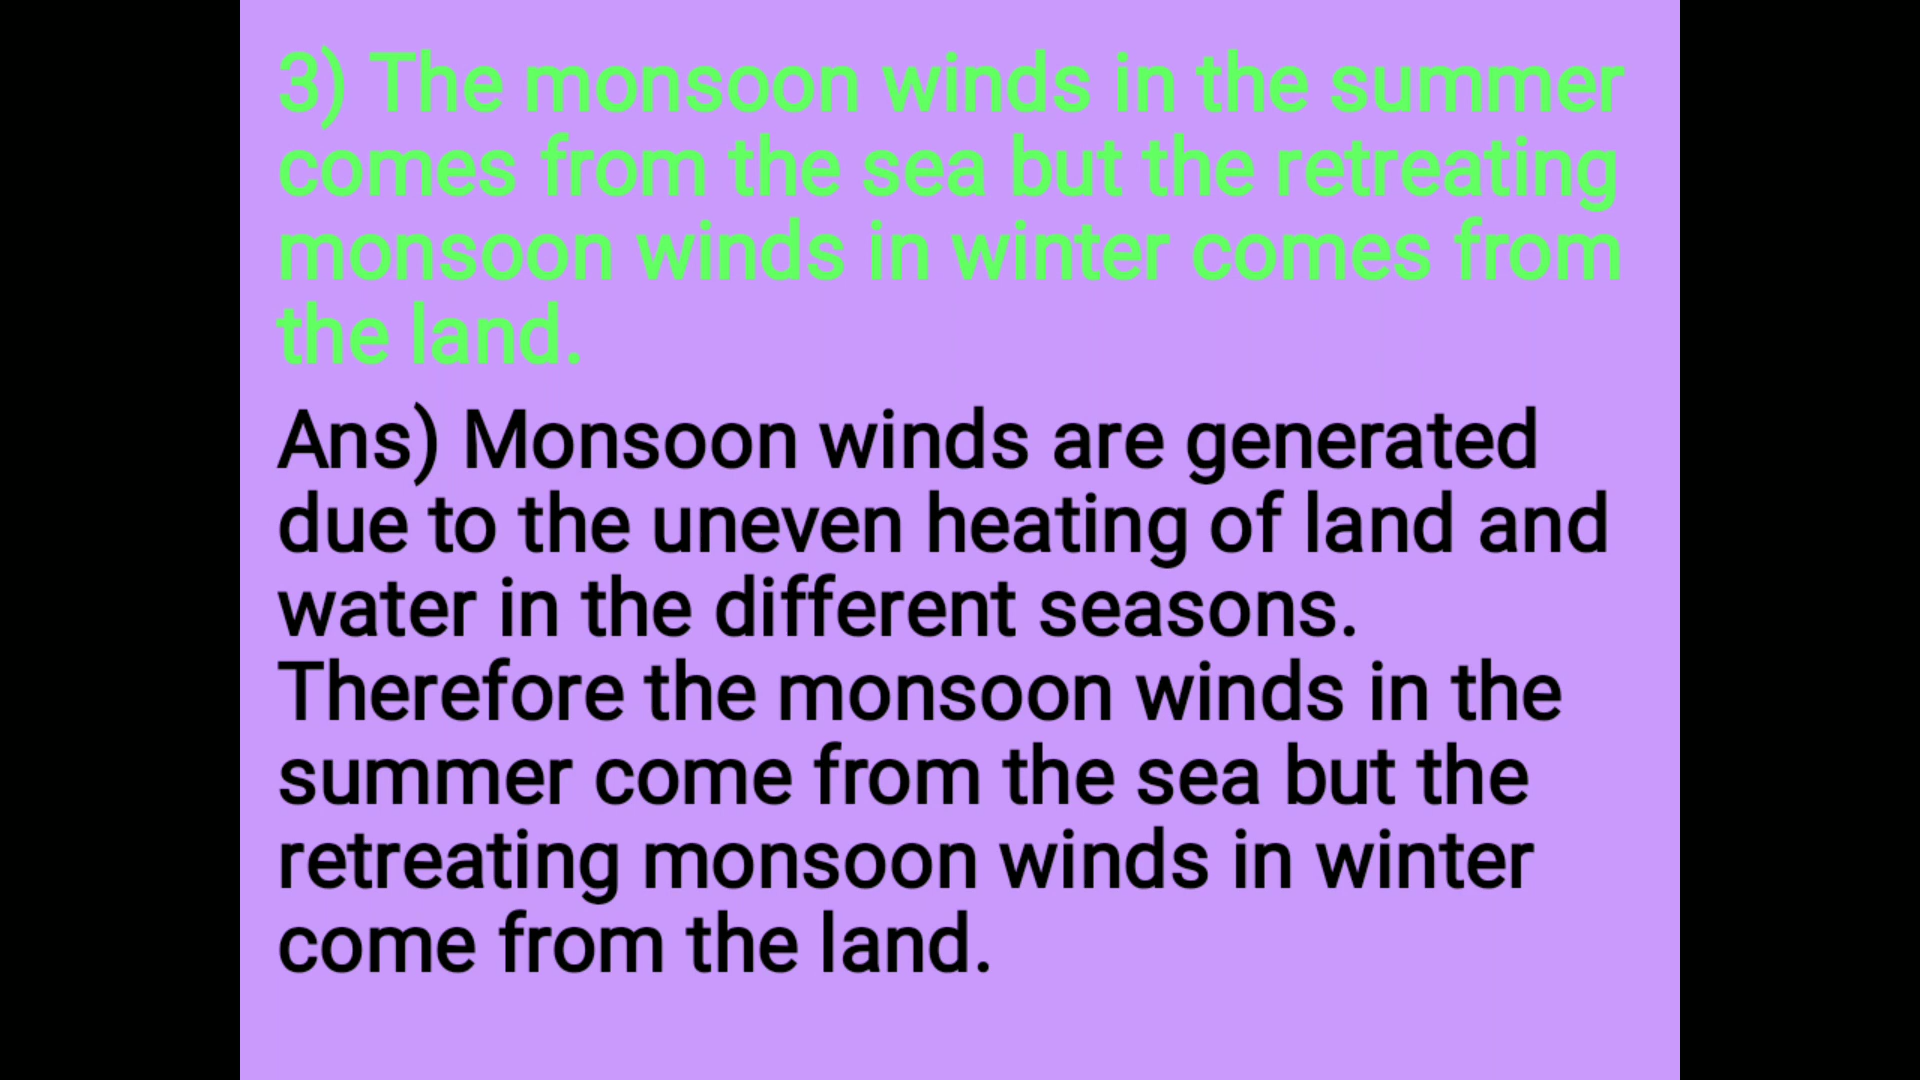 3) The monsoon winds in the summer
comes from the sea but the retreating
monsoon winds in winter comes from
the land.
Ans) Monsoon winds are generated
due to the uneven heating of land and
water in the different seasons.
Therefore the monsoon winds in the
summer come from the sea but the
retreating monsoon winds in winter
come from the land.